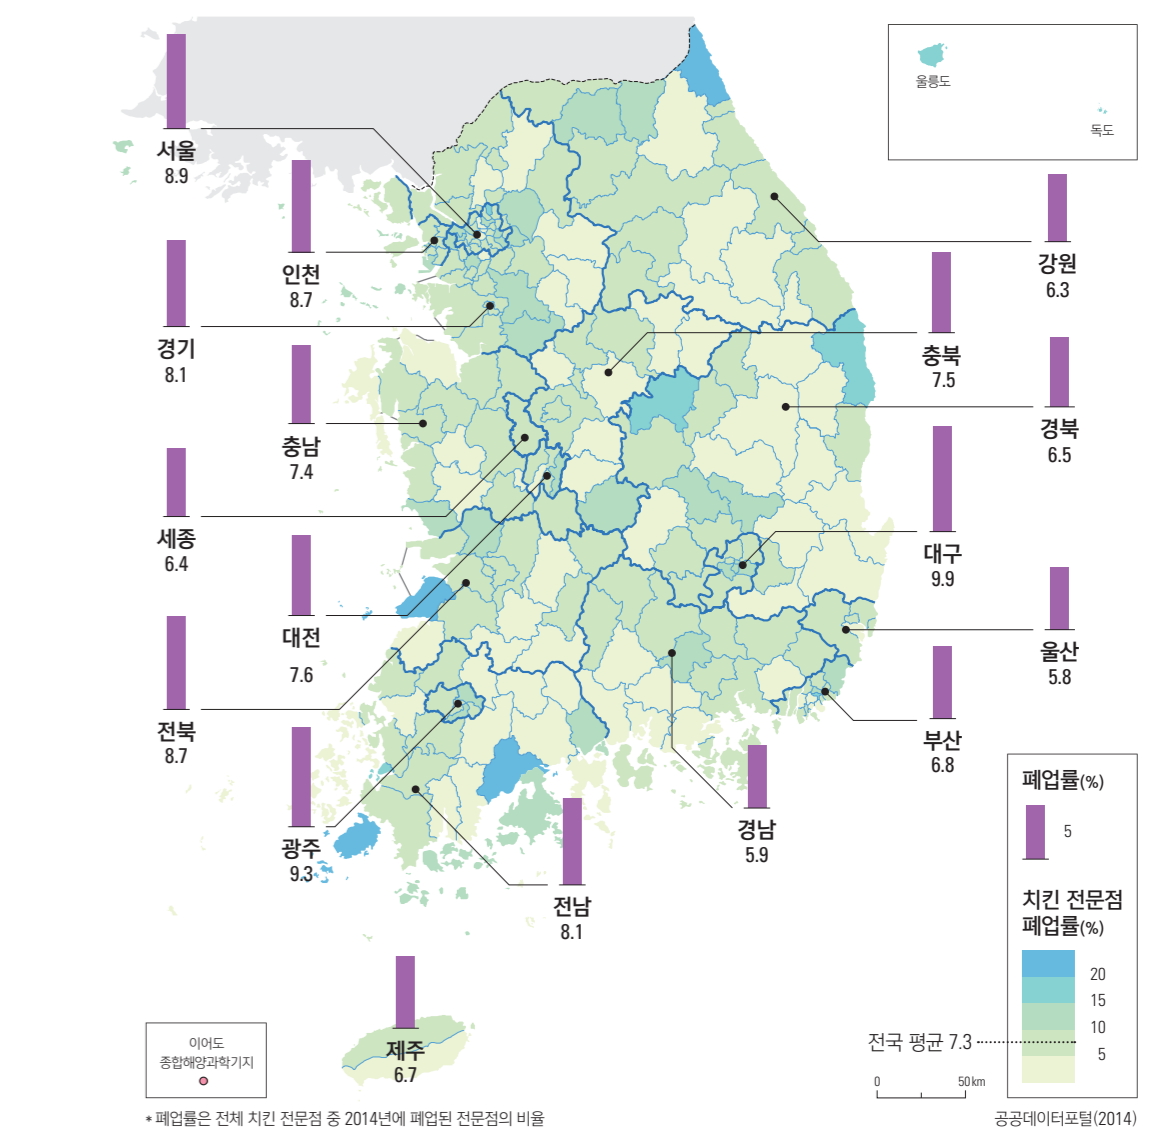 울릉도
독도
서울
8.9
인천
8.7
경기
8.1
충남
7.4
세종
6.4
대전
7.6
전북
8.7
광주
9.3
강원
6.3
충북
7.5
경북
6.5
대구
9.9
울산
5.8
부산
6.8
경남
5.9
전남
8.1
제주
6.7
폐업률(%)
5
치킨 전문점
폐업률(%)
20
15
10
5
전국 평균 7.3
0 50km
이어도
종합해양과학기지
* 폐업률은 전체 치킨 전문점 중 2014년에 폐업된 전문점의 비율
공공데이터포털(2014)